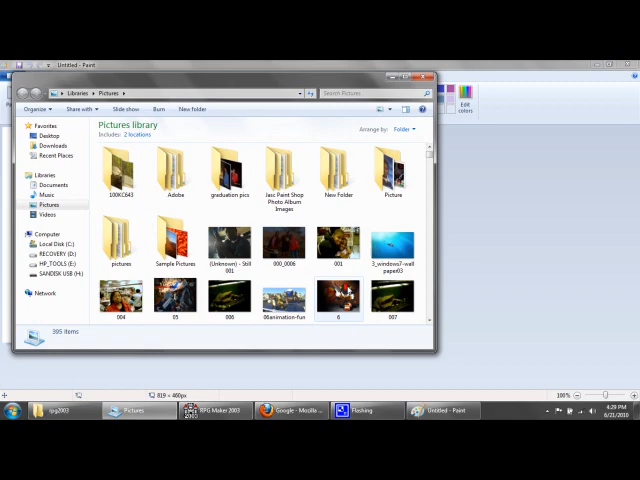 Untitled - Paint
Libraries Pictures
Search Pictures
Organize Share with Slide show Burn New folder
Edit
colors
Favorites
Desktop
Downloads
Recent Places
Libraries
Documents
Music
Pictures
Videos
Computer
Local Disk (C:)
RECOVERY (D:)
HP_TOOLS (E:)
SANDISK USB (H:)
Network
Pictures library
Includes: 2 locations
Arrange by: Folder
100KC643
Adobe
graduation pics
Jasc Paint Shop
Photo Album
Images
New Folder
Picture
pictures
Sample Pictures
(Unknown) - Still
001
000_0006
001
3_windows7-wall
paper03
004
05
006
06animation-fun
6
007
395 items
819 × 460px
100%
rpg2003
Pictures
RPG Maker 2003
Google - Mozilla ...
Flashing
Untitled - Paint
4:29 PM
6/21/2010